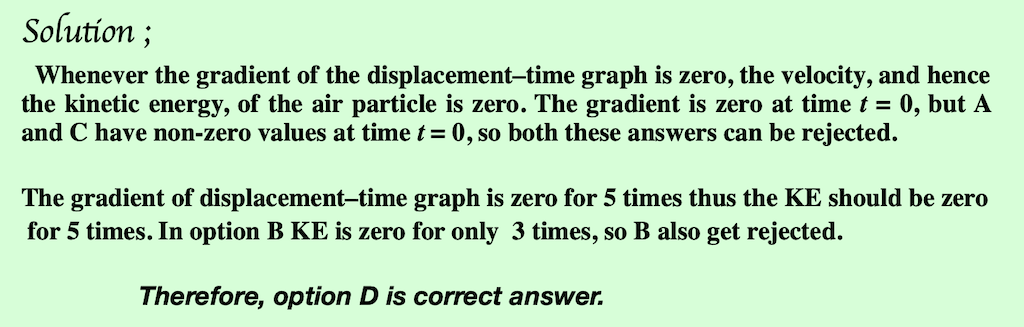 Solution ;
Whenever the gradient of the displacement–time graph is zero, the velocity, and hence
the kinetic energy, of the air particle is zero. The gradient is zero at time t = 0, but A
and C have non-zero values at time t = 0, so both these answers can be rejected.
The gradient of displacement–time graph is zero for 5 times thus the KE should be zero
for 5 times. In option B KE is zero for only 3 times, so B also get rejected.
Therefore, option D is correct answer.